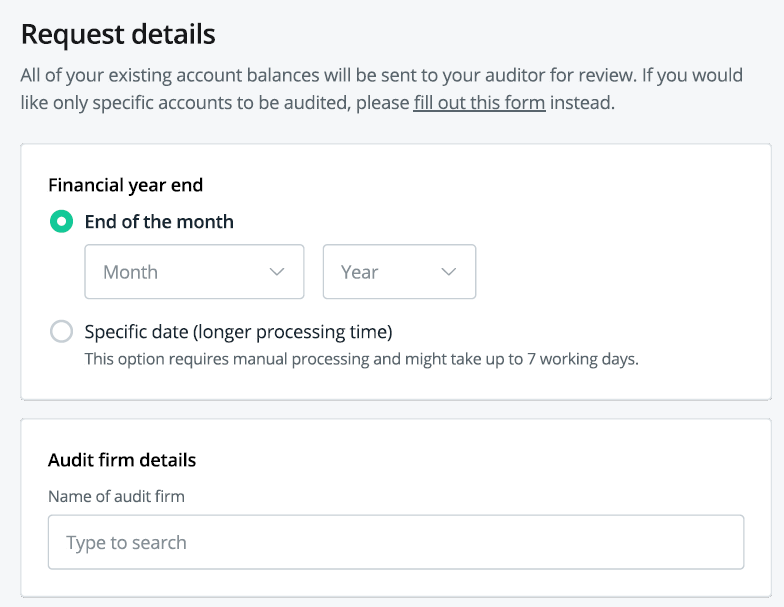 Request details
All of your existing account balances will be sent to your auditor for review. If you would
like only specific accounts to be audited, please fill out this form instead.
Financial year end
End of the month
Month
Year
Specific date (longer processing time)
This option requires manual processing and might take up to 7 working days.
Audit firm details
Name of audit firm
Type to search